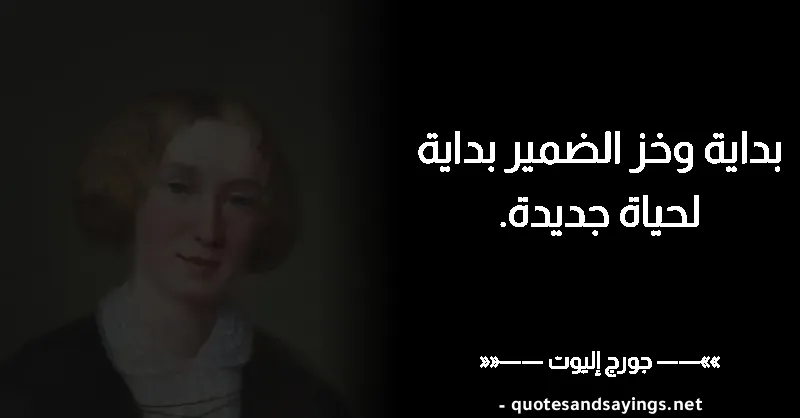 بداية وخز الضمير بداية
لحياة جديدة.
»»—— جورج إليوت ——««
- quotesandsayings.net